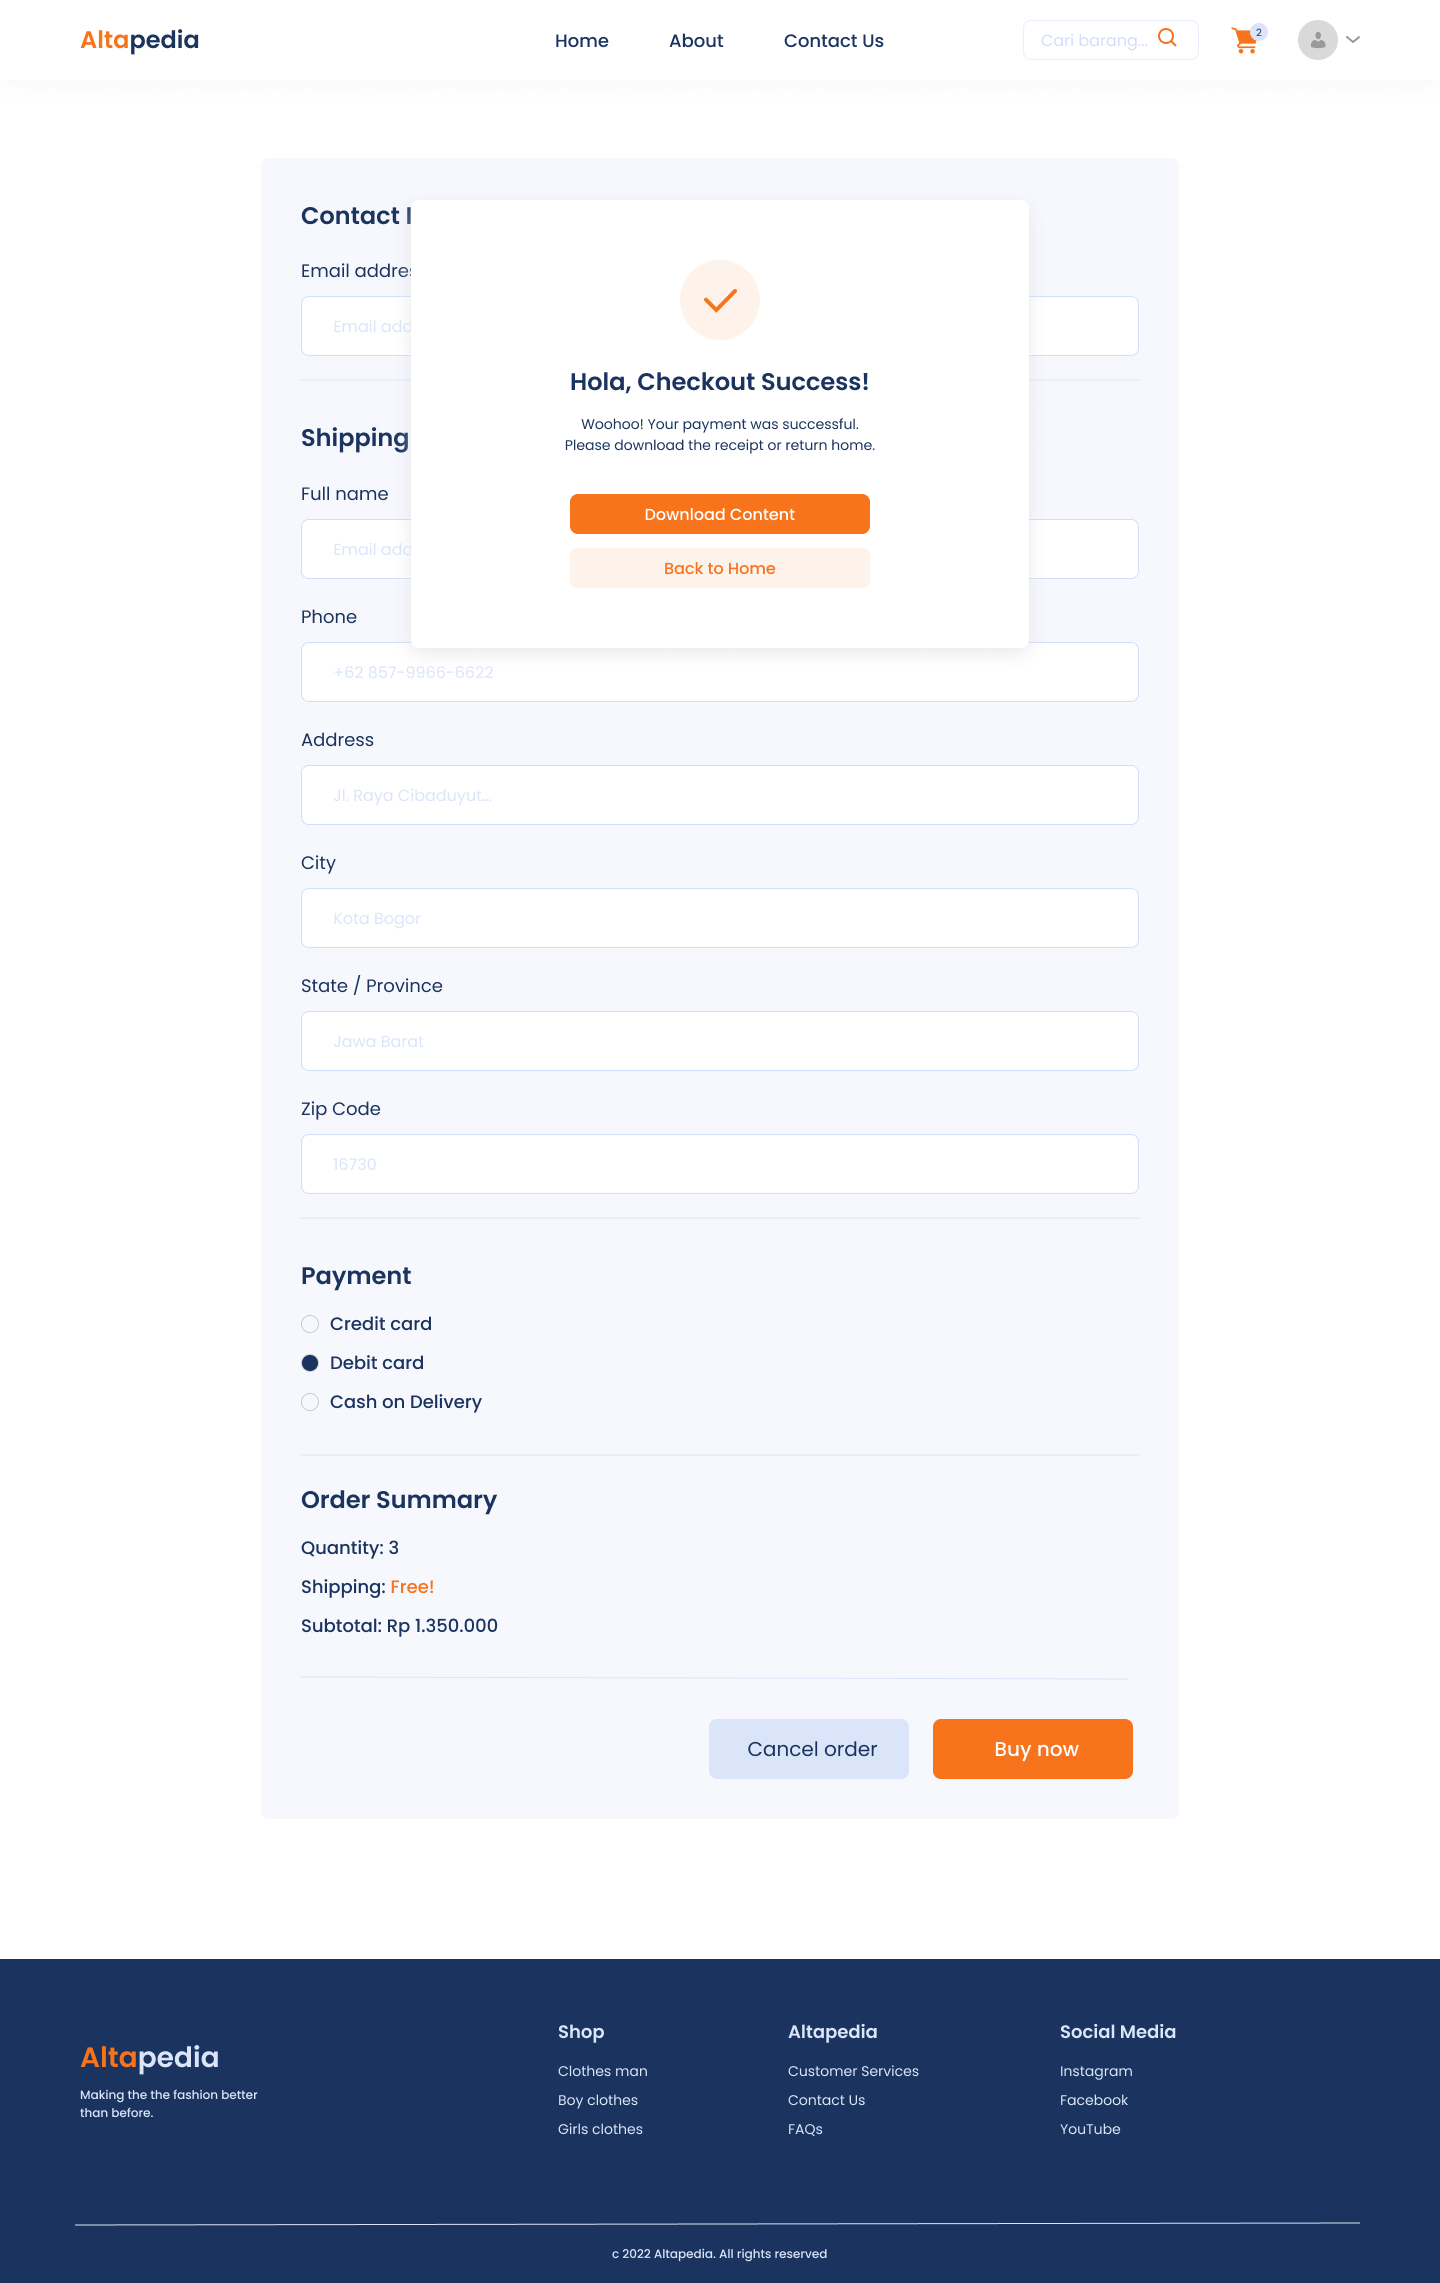 Altapedia
Home
About
Contact Us
Cari barang...
2
Contact
Email
Email
Hola, Checkout Success!
Woohoo! Your payment was successful.
Please download the receipt or return home.
Download Content
Back to Home
Shipping
Full name
Email
Phone
+62 857-9966-6622
Address
Jl. Raya Cibaduyut...
City
Kota Bogor
State / Province
Jawa Barat
Zip Code
16730
Payment
Credit card
Debit card
Cash on Delivery
Order Summary
Quantity: 3
Shipping: Free!
Subtotal: Rp 1.350.000
Cancel order
Buy now
Altapedia
Making the the fashion better
than before.
Shop
Clothes man
Boy clothes
Girls clothes
Altapedia
Customer Services
Contact Us
FAQs
Social Media
Instagram
Facebook
YouTube
c 2022 Altapedia. All rights reserved